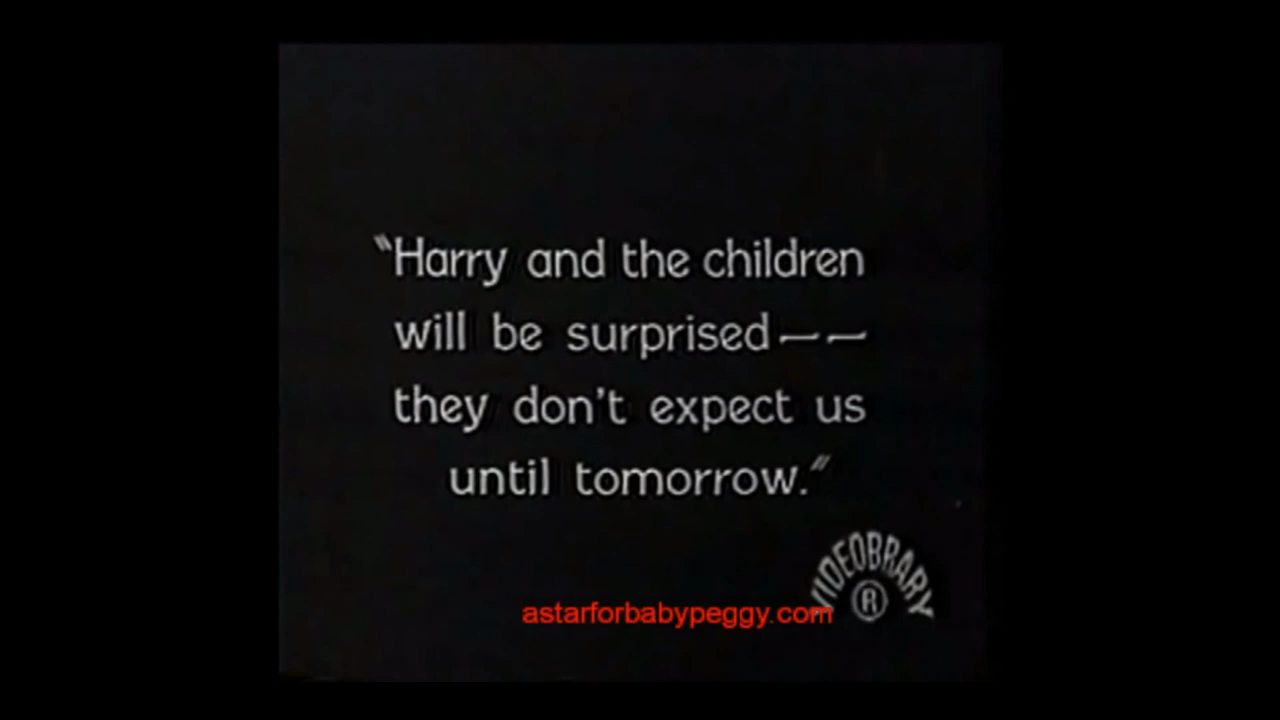 "Harry and the children
will be surprised——
they don't expect us
until tomorrow."
VIDEOBRARY
®
astarforbabypeggy.com